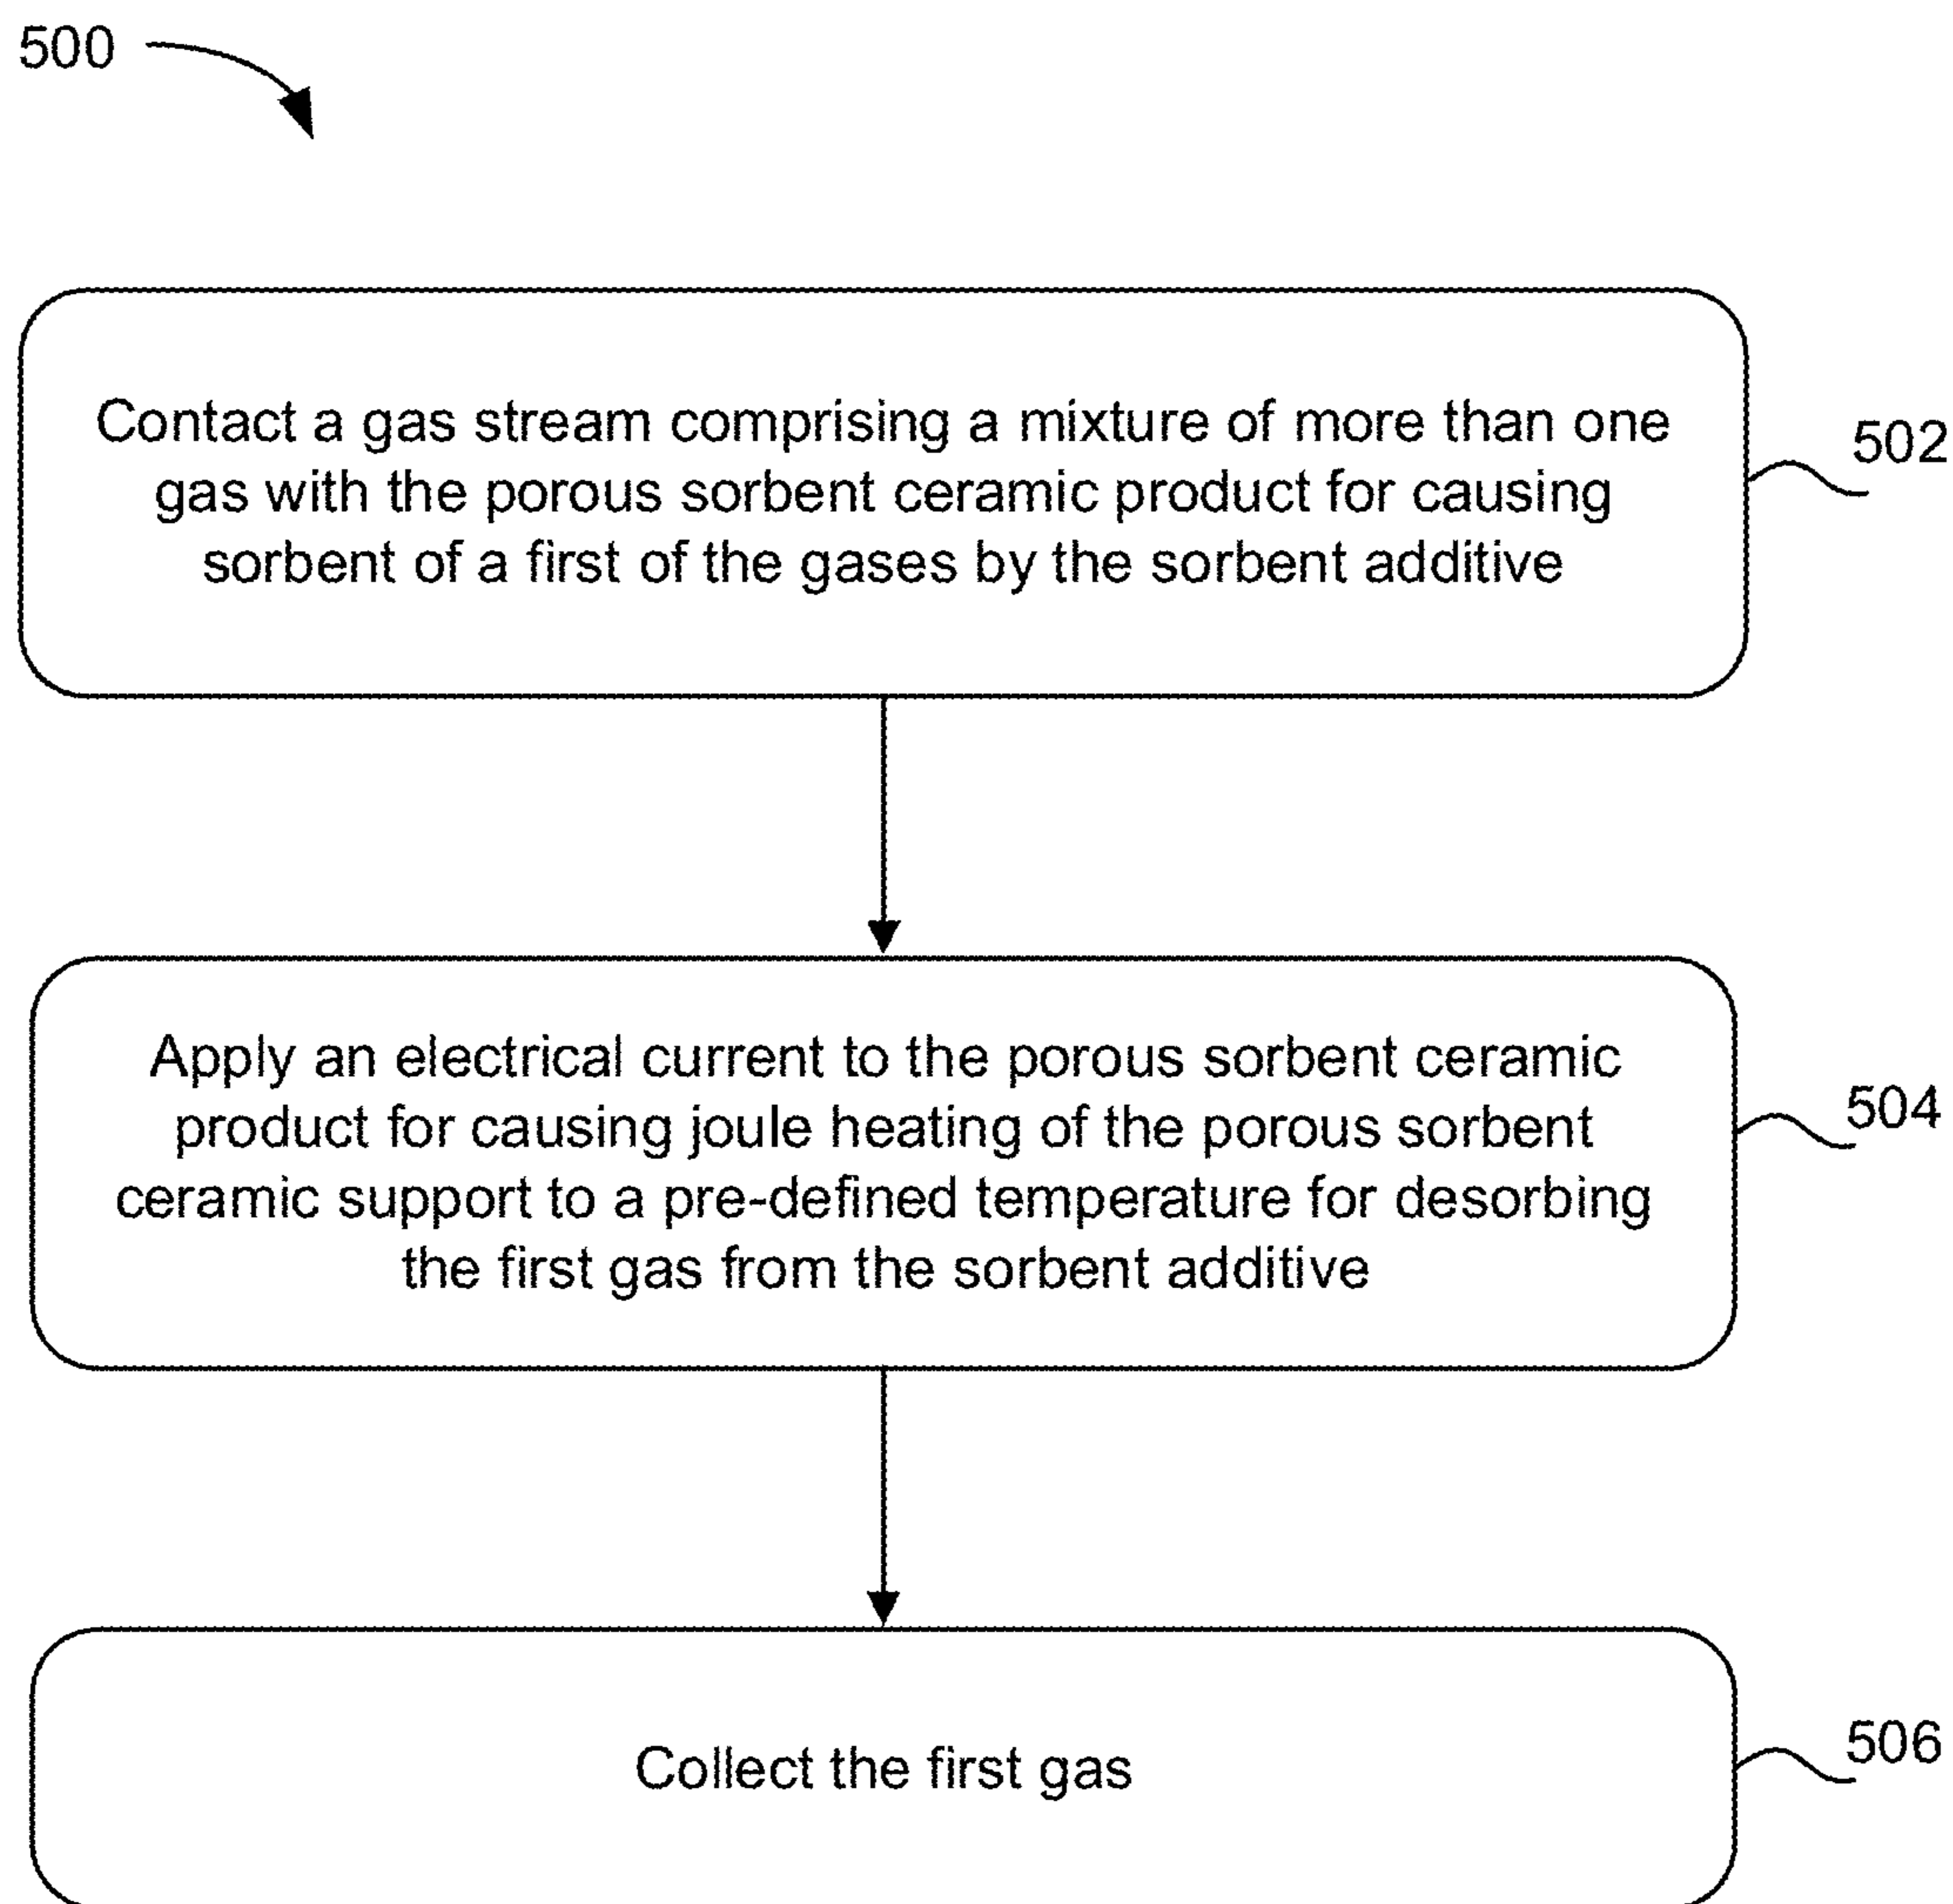 500
Contact a gas stream comprising a mixture of more than one
gas with the porous sorbent ceramic product for causing
sorbent of a first of the gases by the sorbent additive
502
Apply an electrical current to the porous sorbent ceramic
product for causing joule heating of the porous sorbent
ceramic support to a pre-defined temperature for desorbing
the first gas from the sorbent additive
504
Collect the first gas
506